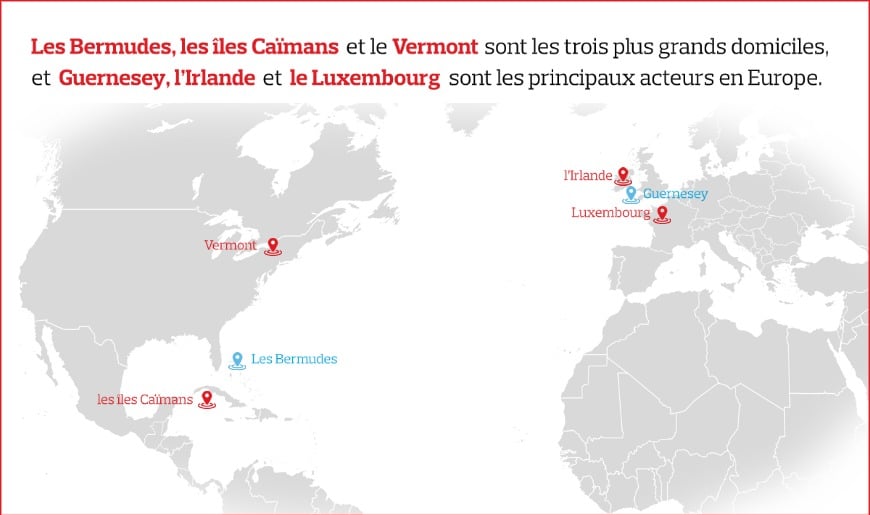 Les Bermudes, les îles Caïmans et le Vermont sont les trois plus grands domiciles,
et Guernesey, l'Irlande et le Luxembourg sont les principaux acteurs en Europe.
l'Irlande
Guernesey
Luxembourg
Vermont
Les Bermudes
les îles Caïmans